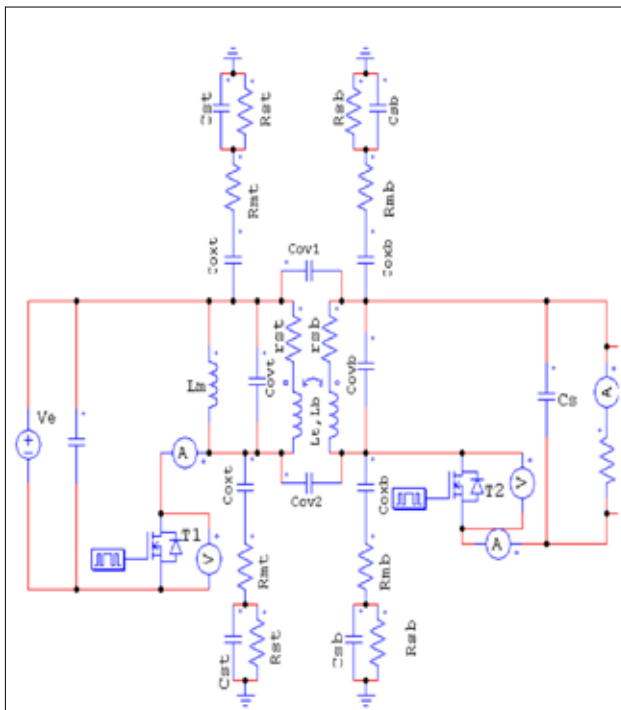 Cst
Rst
Rsb
Csb
Rmt
Rmb
Coxt
Cov1
Coxb
rst
rsb
Lm
Covt
Covb
Ve
Lt,Lb
Cs
A
A
Coxt
Cov2
Coxb
T2
V
T1
V
A
Rmt
Rmb
Cst
Rst
Csb
Rsb